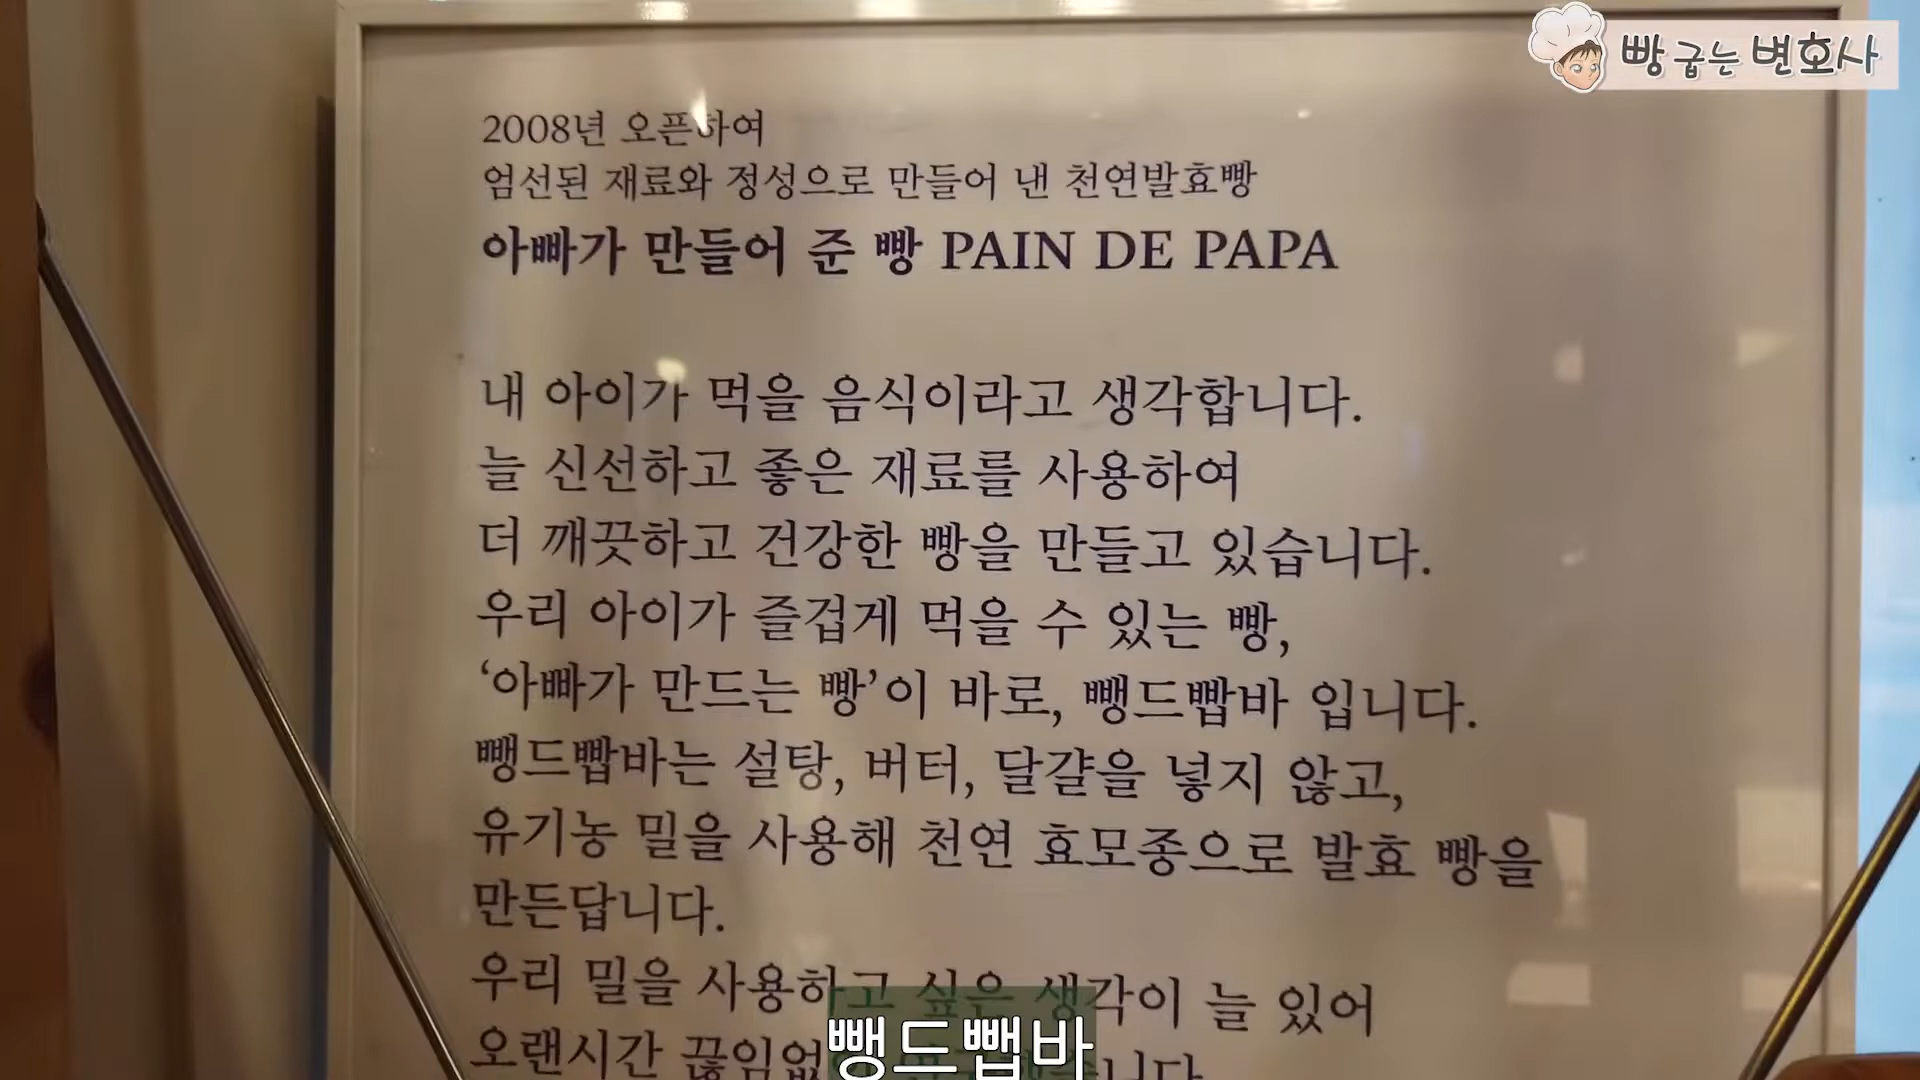 빵 굽는 변호사
2008년 오픈하여
엄선된 재료와 정성으로 만들어 낸 천연발효빵
아빠가 만들어 준 빵 PAIN DE PAPA
내 아이가 먹을 음식이라고 생각합니다.
늘 신선하고 좋은 재료를 사용하여
더 깨끗하고 건강한 빵을 만들고 있습니다.
우리 아이가 즐겁게 먹을 수 있는 빵,
‘아빠가 만드는 빵’이 바로, 뺑드빱바 입니다.
뺑드빱바는 설탕, 버터, 달걀을 넣지 않고,
유기농 밀을 사용해 천연 효모종으로 발효 빵을
만든답니다.
우리 밀을 사용하고 싶은 생각이 늘 있어
오랜시간
뺑드뺍바